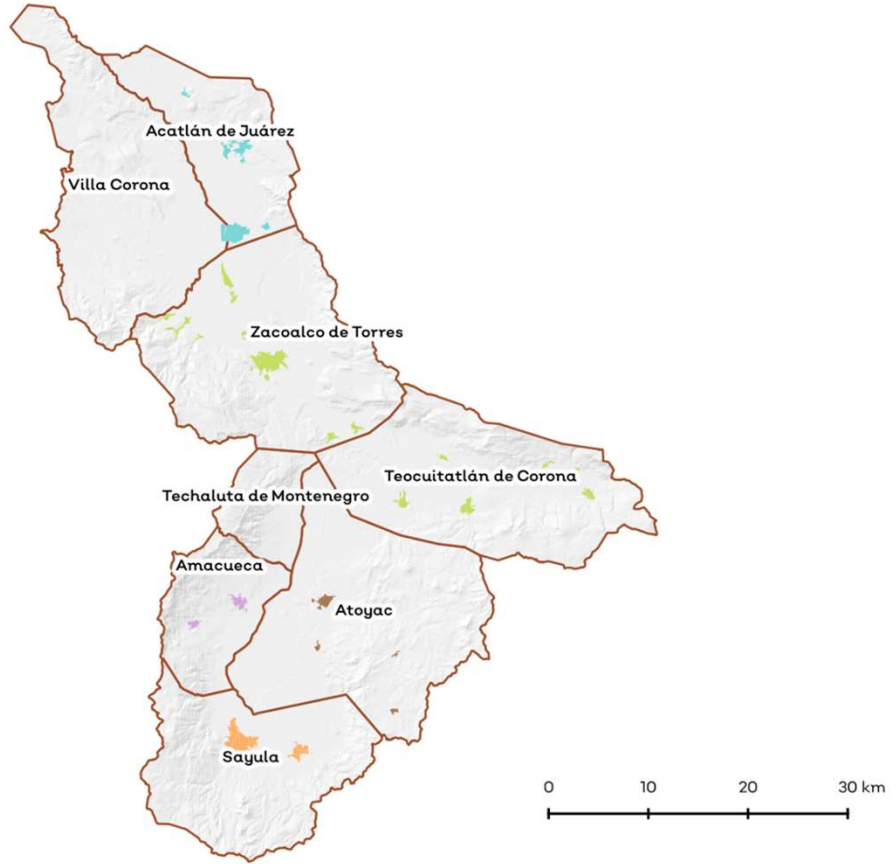 Acatlán de Juárez
Villa Corona
Zacoalco de Torres
Teocuitatlán de Corona
Techaluta de Montenegro
Amacueca
Atoyac
Sayula
0 10 20 30 km